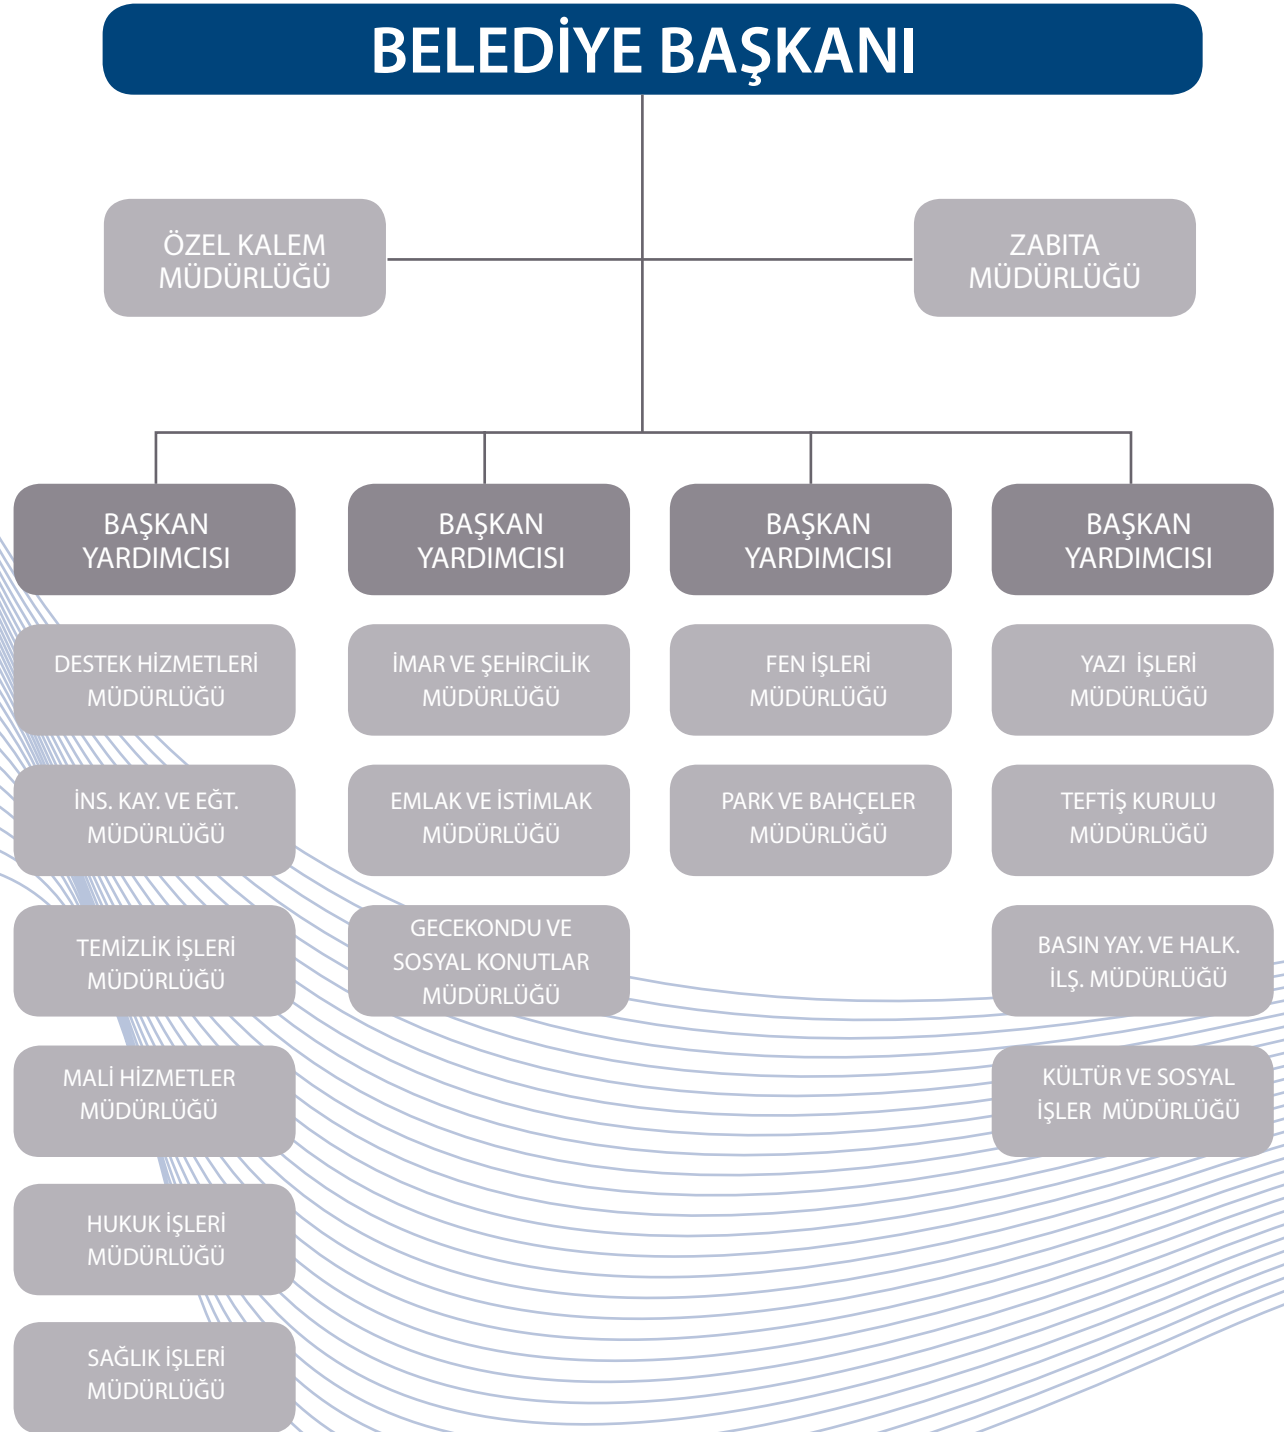 BELEDİYE BAŞKANI
ÖZEL KALEM
MÜDÜRLÜĞÜ
ZABITA
MÜDÜRLÜĞÜ
BAŞKAN
YARDIMCISI
DESTEK HİZMETLERİ
MÜDÜRLÜĞÜ
İNS. KAY. VE EĞT.
MÜDÜRLÜĞÜ
TEMİZLİK İŞLERİ
MÜDÜRLÜĞÜ
MALİ HİZMETLER
MÜDÜRLÜĞÜ
HUKUK İŞLERİ
MÜDÜRLÜĞÜ
SAĞLIK İŞLERİ
MÜDÜRLÜĞÜ
BAŞKAN
YARDIMCISI
İMAR VE ŞEHİRCİLİK
MÜDÜRLÜĞÜ
EMLAK VE İSTİMLAK
MÜDÜRLÜĞÜ
GECEKONDU VE
SOSYAL KONUTLAR
MÜDÜRLÜĞÜ
BAŞKAN
YARDIMCISI
FEN İŞLERİ
MÜDÜRLÜĞÜ
PARK VE BAHÇELER
MÜDÜRLÜĞÜ
BAŞKAN
YARDIMCISI
YAZI İŞLERİ
MÜDÜRLÜĞÜ
TEFTİŞ KURULU
MÜDÜRLÜĞÜ
BASIN YAY. VE HALK.
İLŞ. MÜDÜRLÜĞÜ
KÜLTÜR VE SOSYAL
İŞLER MÜDÜRLÜĞÜ